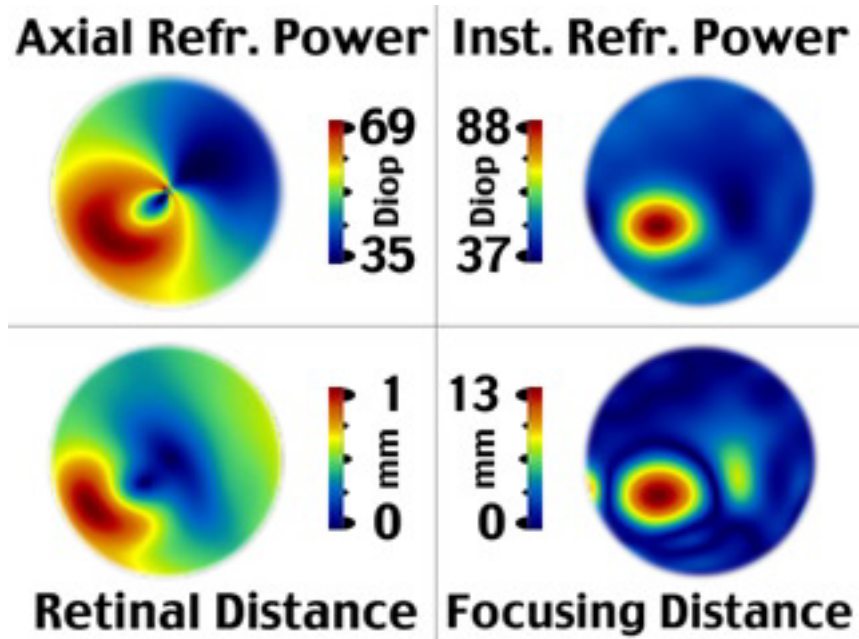 Axial Refr. Power
69
Diop
35
Inst. Refr. Power
88
Diop
37
1
mm
0
Retinal Distance
13
mm
0
Focusing Distance